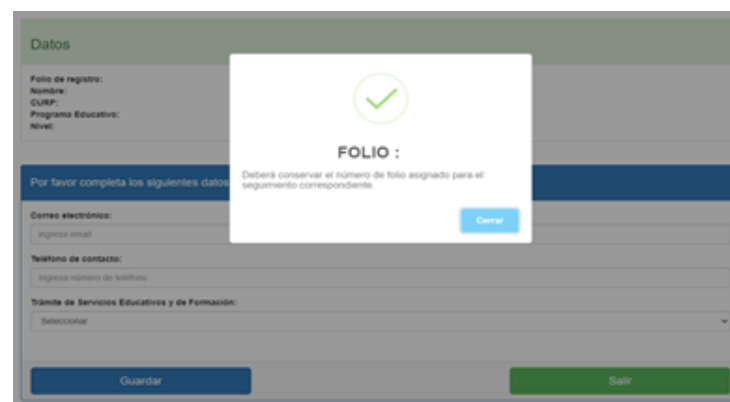 Datos
Folio de registro:
Nombre:
CURP:
Programa Educativo:
Nivel:
FOLIO :
Deberá conservar el número de folio asignado para el
seguimiento correspondiente.
Cerrar
Por favor completa los siguientes datos
Correo electrónico:
Ingresa email
Teléfono de contacto:
Ingresa número de teléfono
Trámite de Servicios Educativos y de Formación:
Seleccionar
Guardar
Salir